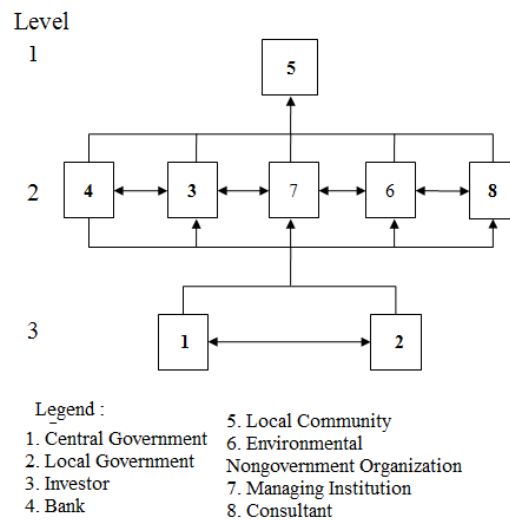 Level
1
5
2
4
3
7
6
8
3
1
2
Legend :
1. Central Government
2. Local Government
3. Investor
4. Bank
5. Local Community
6. Environmental
Nongovernment Organization
7. Managing Institution
8. Consultant